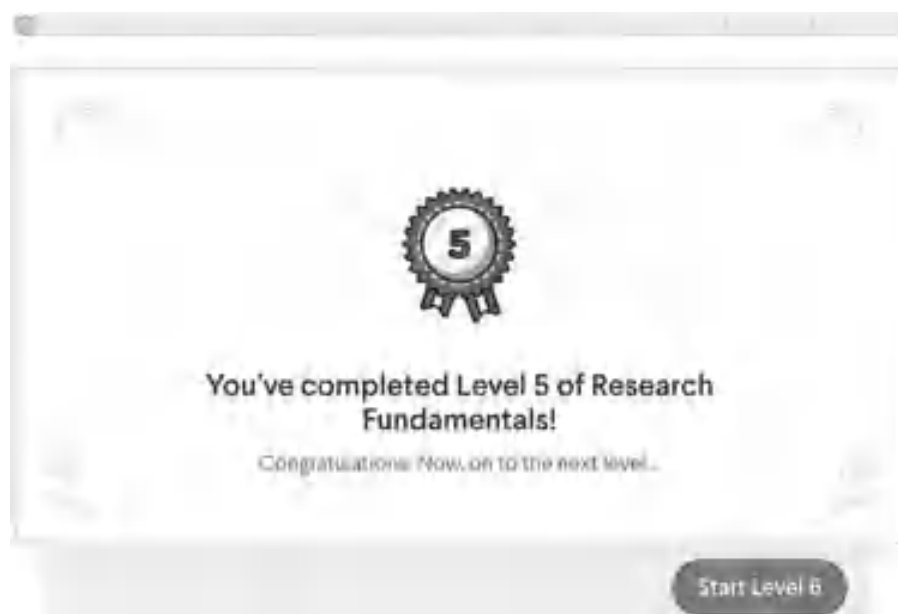 5
You've completed Level 5 of Research
Fundamentals!
Congratulations! Now, on to the next level...
Start Level 6